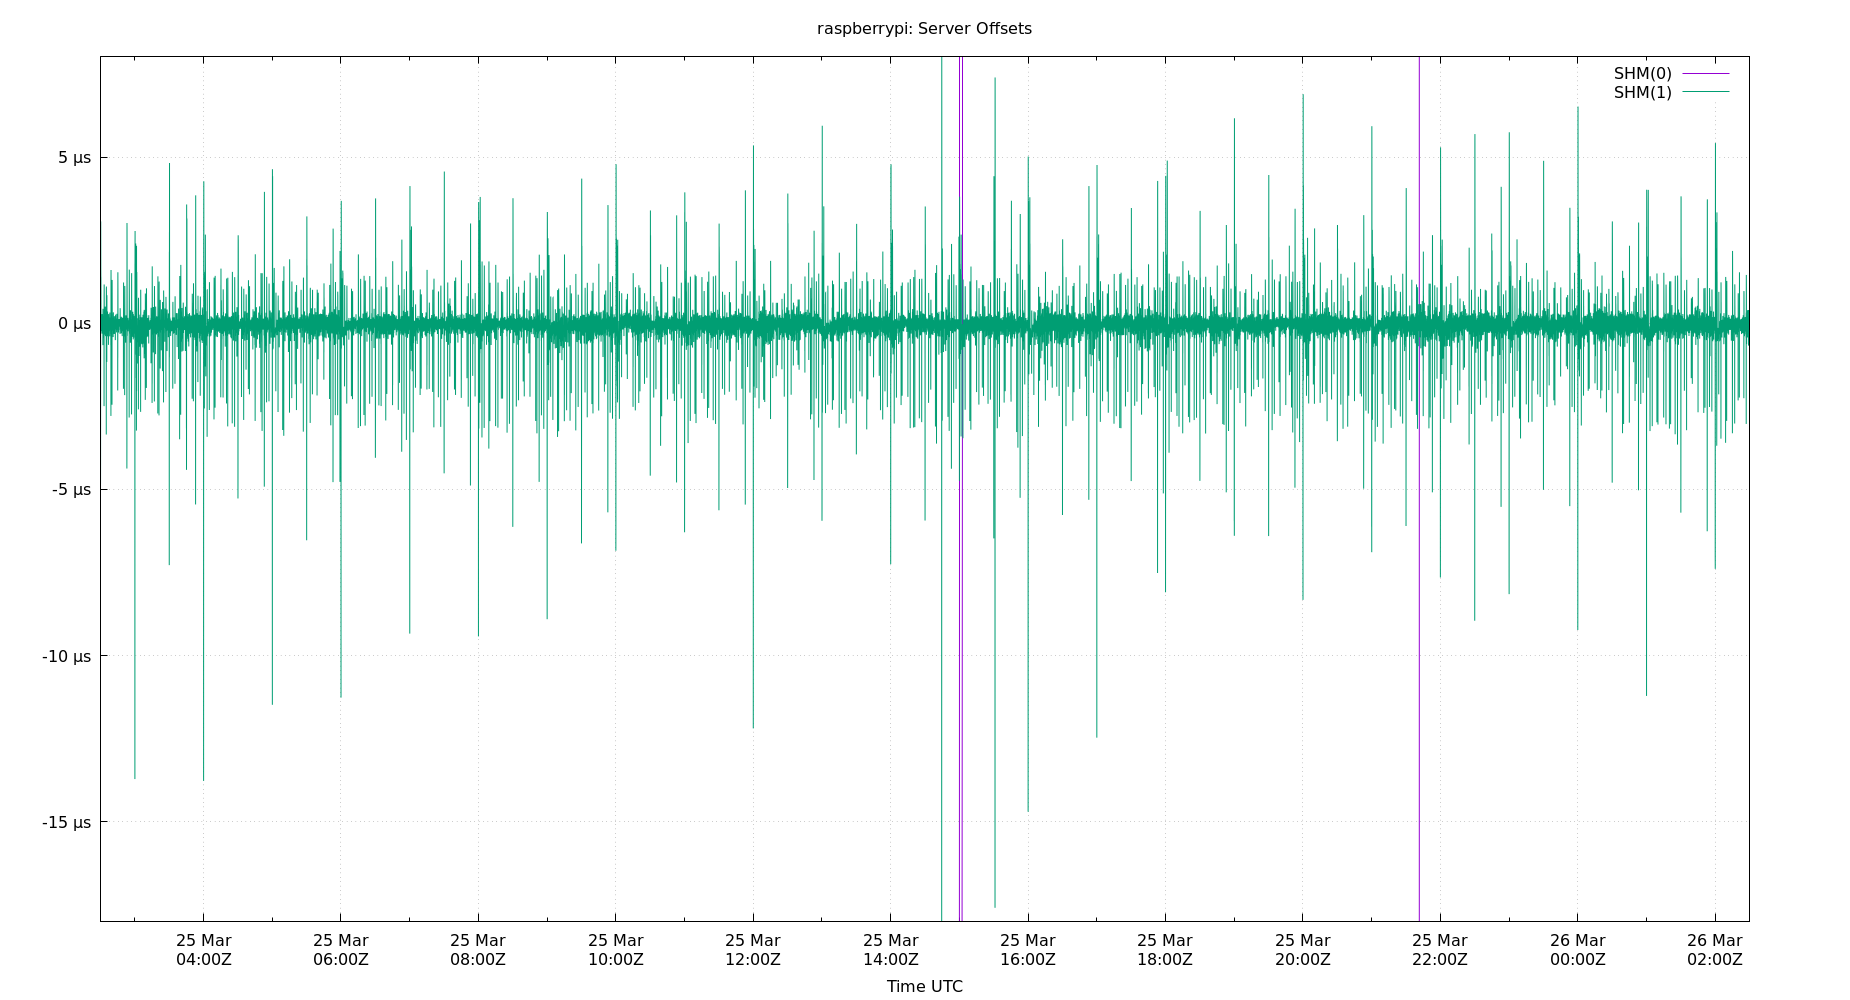 raspberrypi: Server Offsets
SHM(0)
SHM(1)
5 µs
0 µs
-5 µs
-10 µs
-15 µs
25 Mar 25 Mar 25 Mar 25 Mar 25 Mar 25 Mar 25 Mar 25 Mar 25 Mar 25 Mar 26 Mar 26 Mar
04:00Z 06:00Z 08:00Z 10:00Z 12:00Z 14:00Z 16:00Z 18:00Z 20:00Z 22:00Z 00:00Z 02:00Z
Time UTC